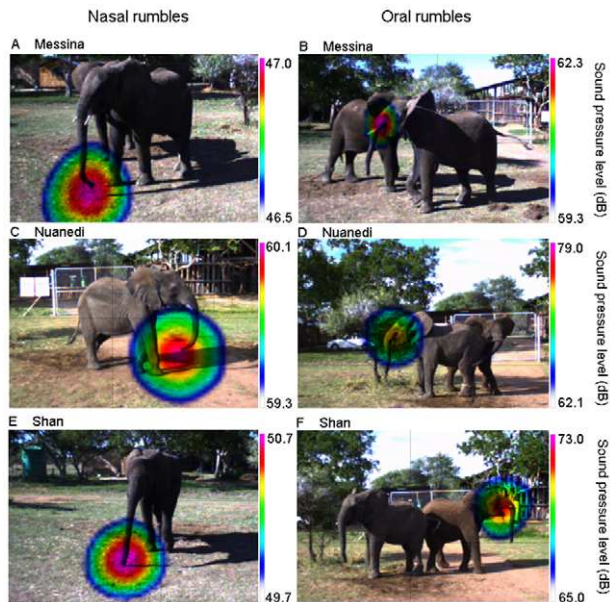 Nasal rumbles
Oral rumbles
A Messina
47.0
46.5
B Messina
62.3
59.3
Sound pressure level (dB)
C Nuanedi
60.1
59.3
D Nuanedi
79.0
62.1
Sound pressure level (dB)
E Shan
50.7
49.7
F Shan
73.0
65.0
Sound pressure level (dB)